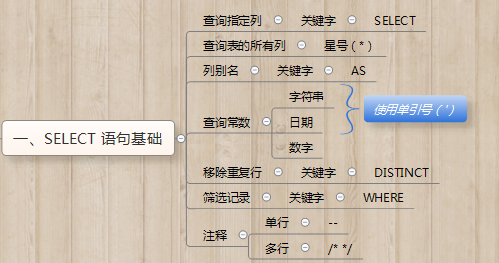 一、SELECT 语句基础
查询指定列 关键字 SELECT
查询表的所有列 星号 ( * )
列别名 关键字 AS
查询常数
字符串
日期
数字
使用单引号 ( ' )
移除重复行 关键字 DISTINCT
筛选记录 关键字 WHERE
注释
单行 --
多行 /* */